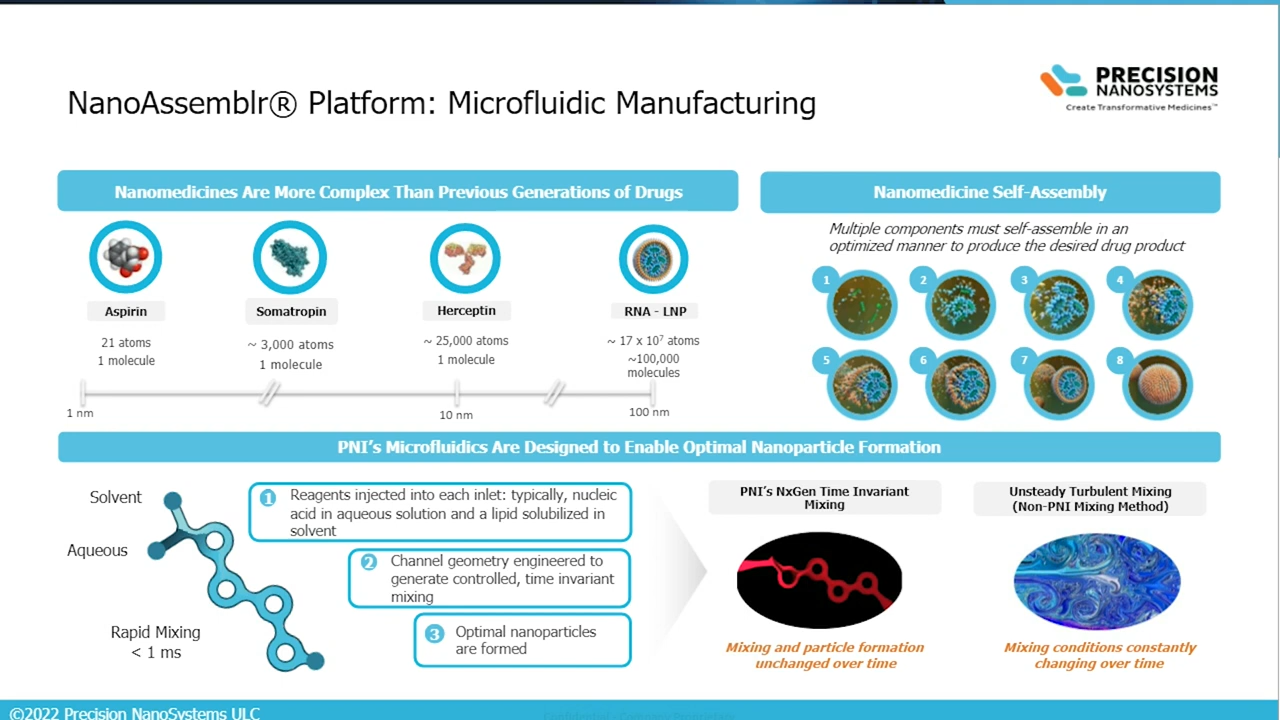 NanoAssemblr® Platform: Microfluidic Manufacturing
PRECISION
NANOSYSTEMS
Create Transformative Medicines™
Nanomedicines Are More Complex Than Previous Generations of Drugs
Aspirin
21 atoms
1 molecule
Somatropin
~ 3,000 atoms
1 molecule
Herceptin
~ 25,000 atoms
1 molecule
RNA - LNP
~ 17 x 10⁷ atoms
~100,000
molecules
1 nm
10 nm
100 nm
Nanomedicine Self-Assembly
Multiple components must self-assemble in an
optimized manner to produce the desired drug product
1
2
3
4
5
6
7
8
PNI's Microfluidics Are Designed to Enable Optimal Nanoparticle Formation
Solvent
Aqueous
Rapid Mixing
< 1 ms
1
Reagents injected into each inlet: typically, nucleic
acid in aqueous solution and a lipid solubilized in
solvent
2
Channel geometry engineered to
generate controlled, time invariant
mixing
3
Optimal nanoparticles
are formed
PNI's NxGen Time Invariant
Mixing
Mixing and particle formation
unchanged over time
Unsteady Turbulent Mixing
(Non-PNI Mixing Method)
Mixing conditions constantly
changing over time
©2022 Precision NanoSystems ULC